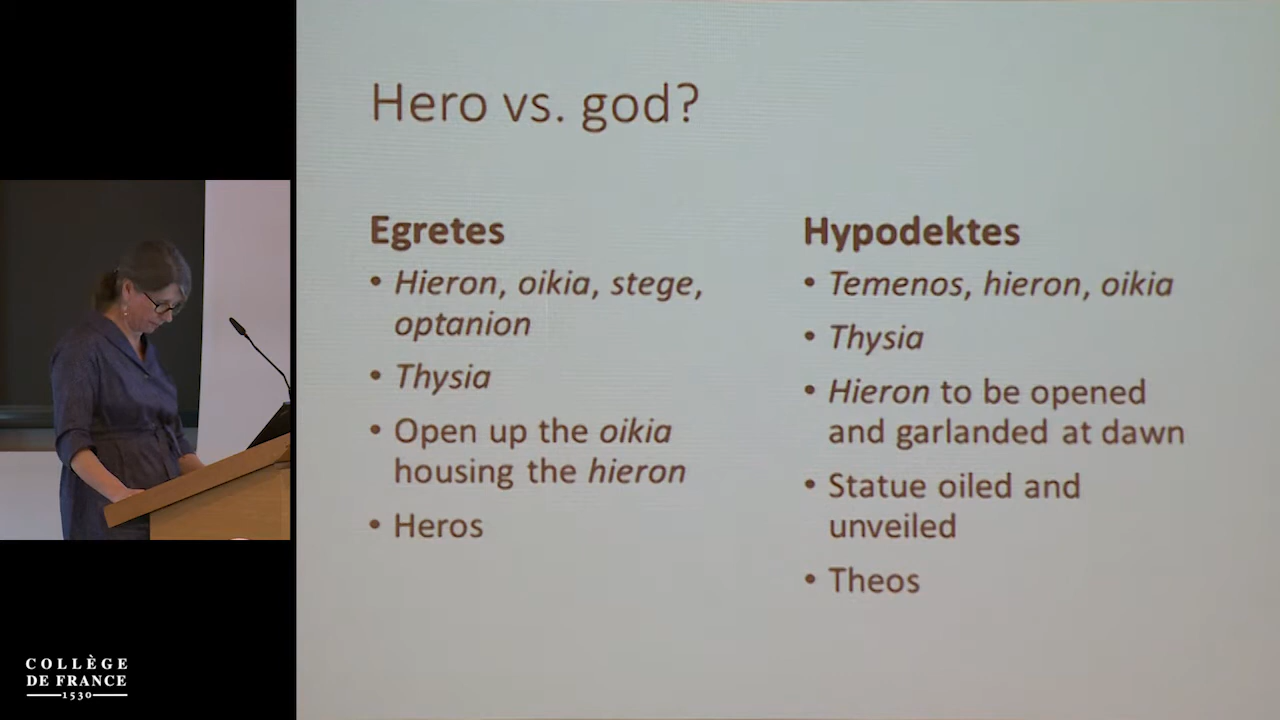 Hero vs. god?
Egretes
• Hieron, oikia, stege,
optanion
• Thysia
• Open up the oikia
housing the hieron
• Heros
Hypodektes
• Temenos, hieron, oikia
• Thysia
• Hieron to be opened
and garlanded at dawn
• Statue oiled and
unveiled
• Theos
COLLÈGE
DE FRANCE
1530